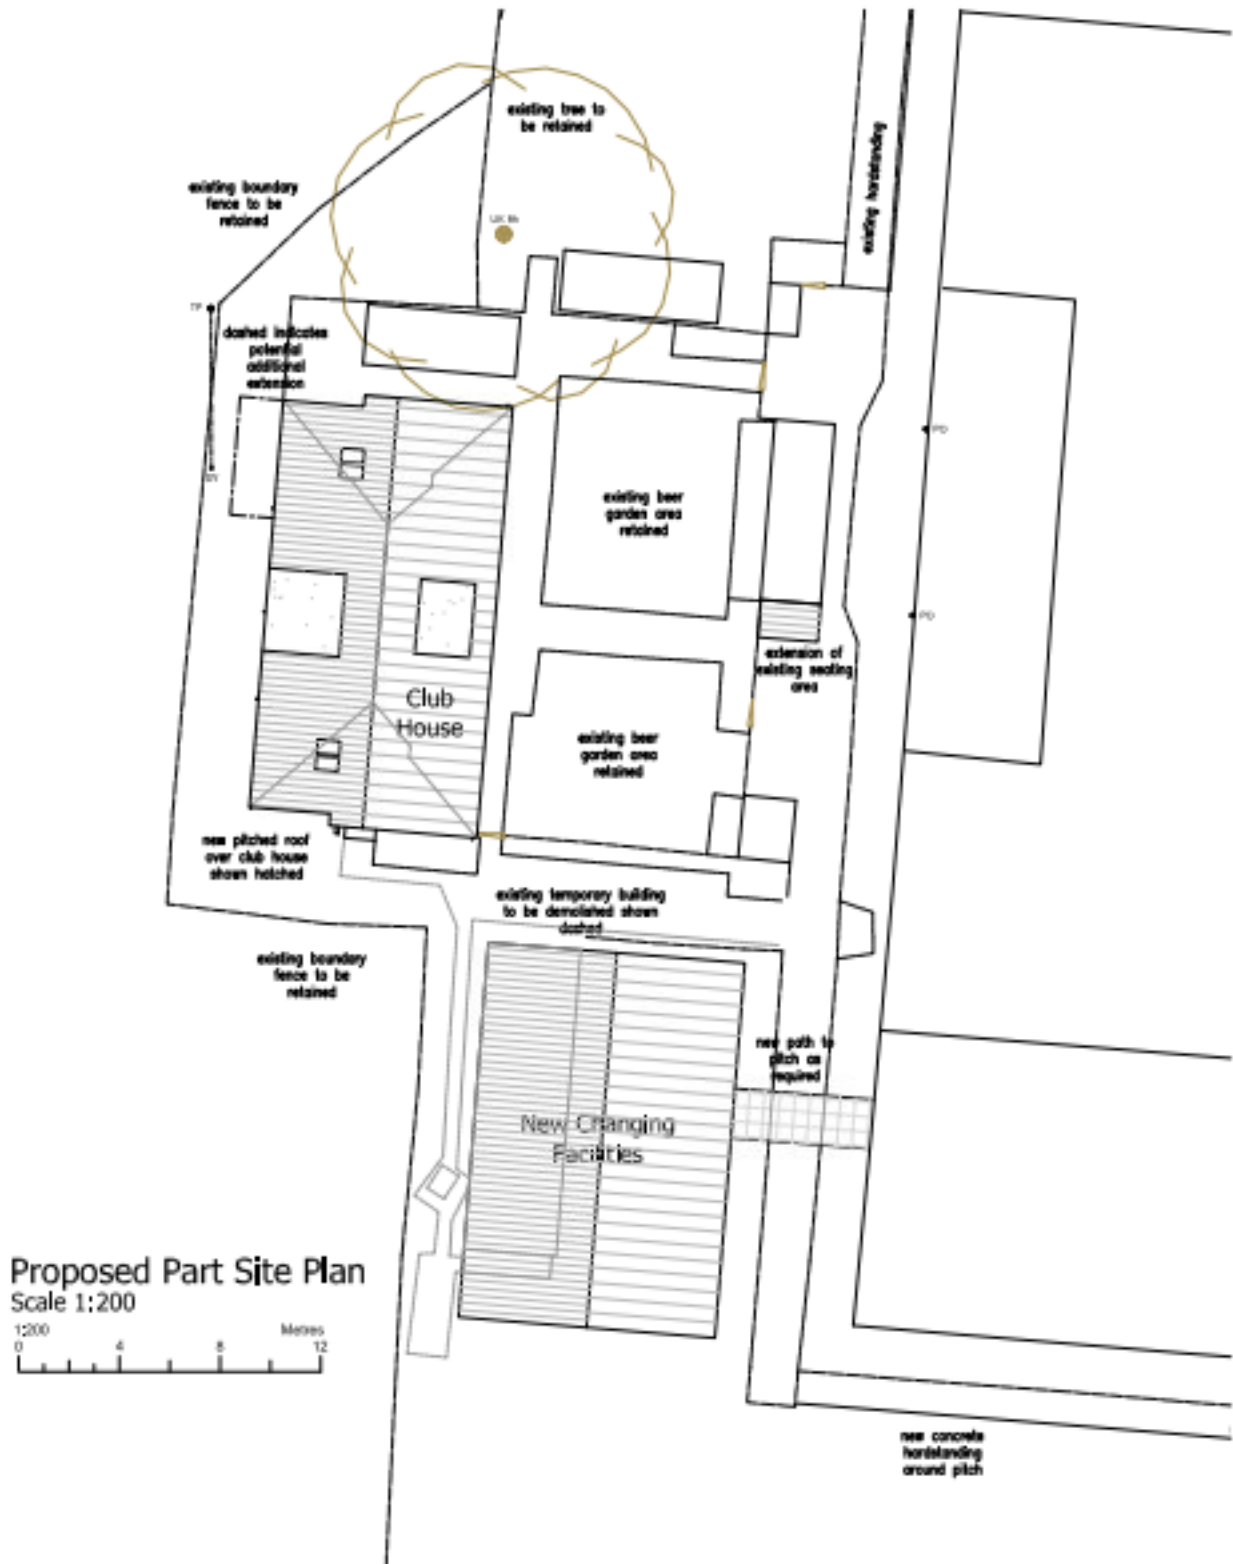 existing tree to
be retained
existing hardstanding
existing boundary
fence to be
retained
TP
dashed indicates
potential
additional
extension
PD
existing beer
garden area
retained
PD
extension of
existing seating
area
Club
House
existing beer
garden area
retained
new pitched roof
over club house
shown hatched
existing temporary building
to be demolished shown
dashed
existing boundary
fence to be
retained
new path to
pitch as
required
New Changing
Facilities
Proposed Part Site Plan
Scale 1:200
1:200
Metres
0 4 8 12
new concrete
hardstanding
around pitch